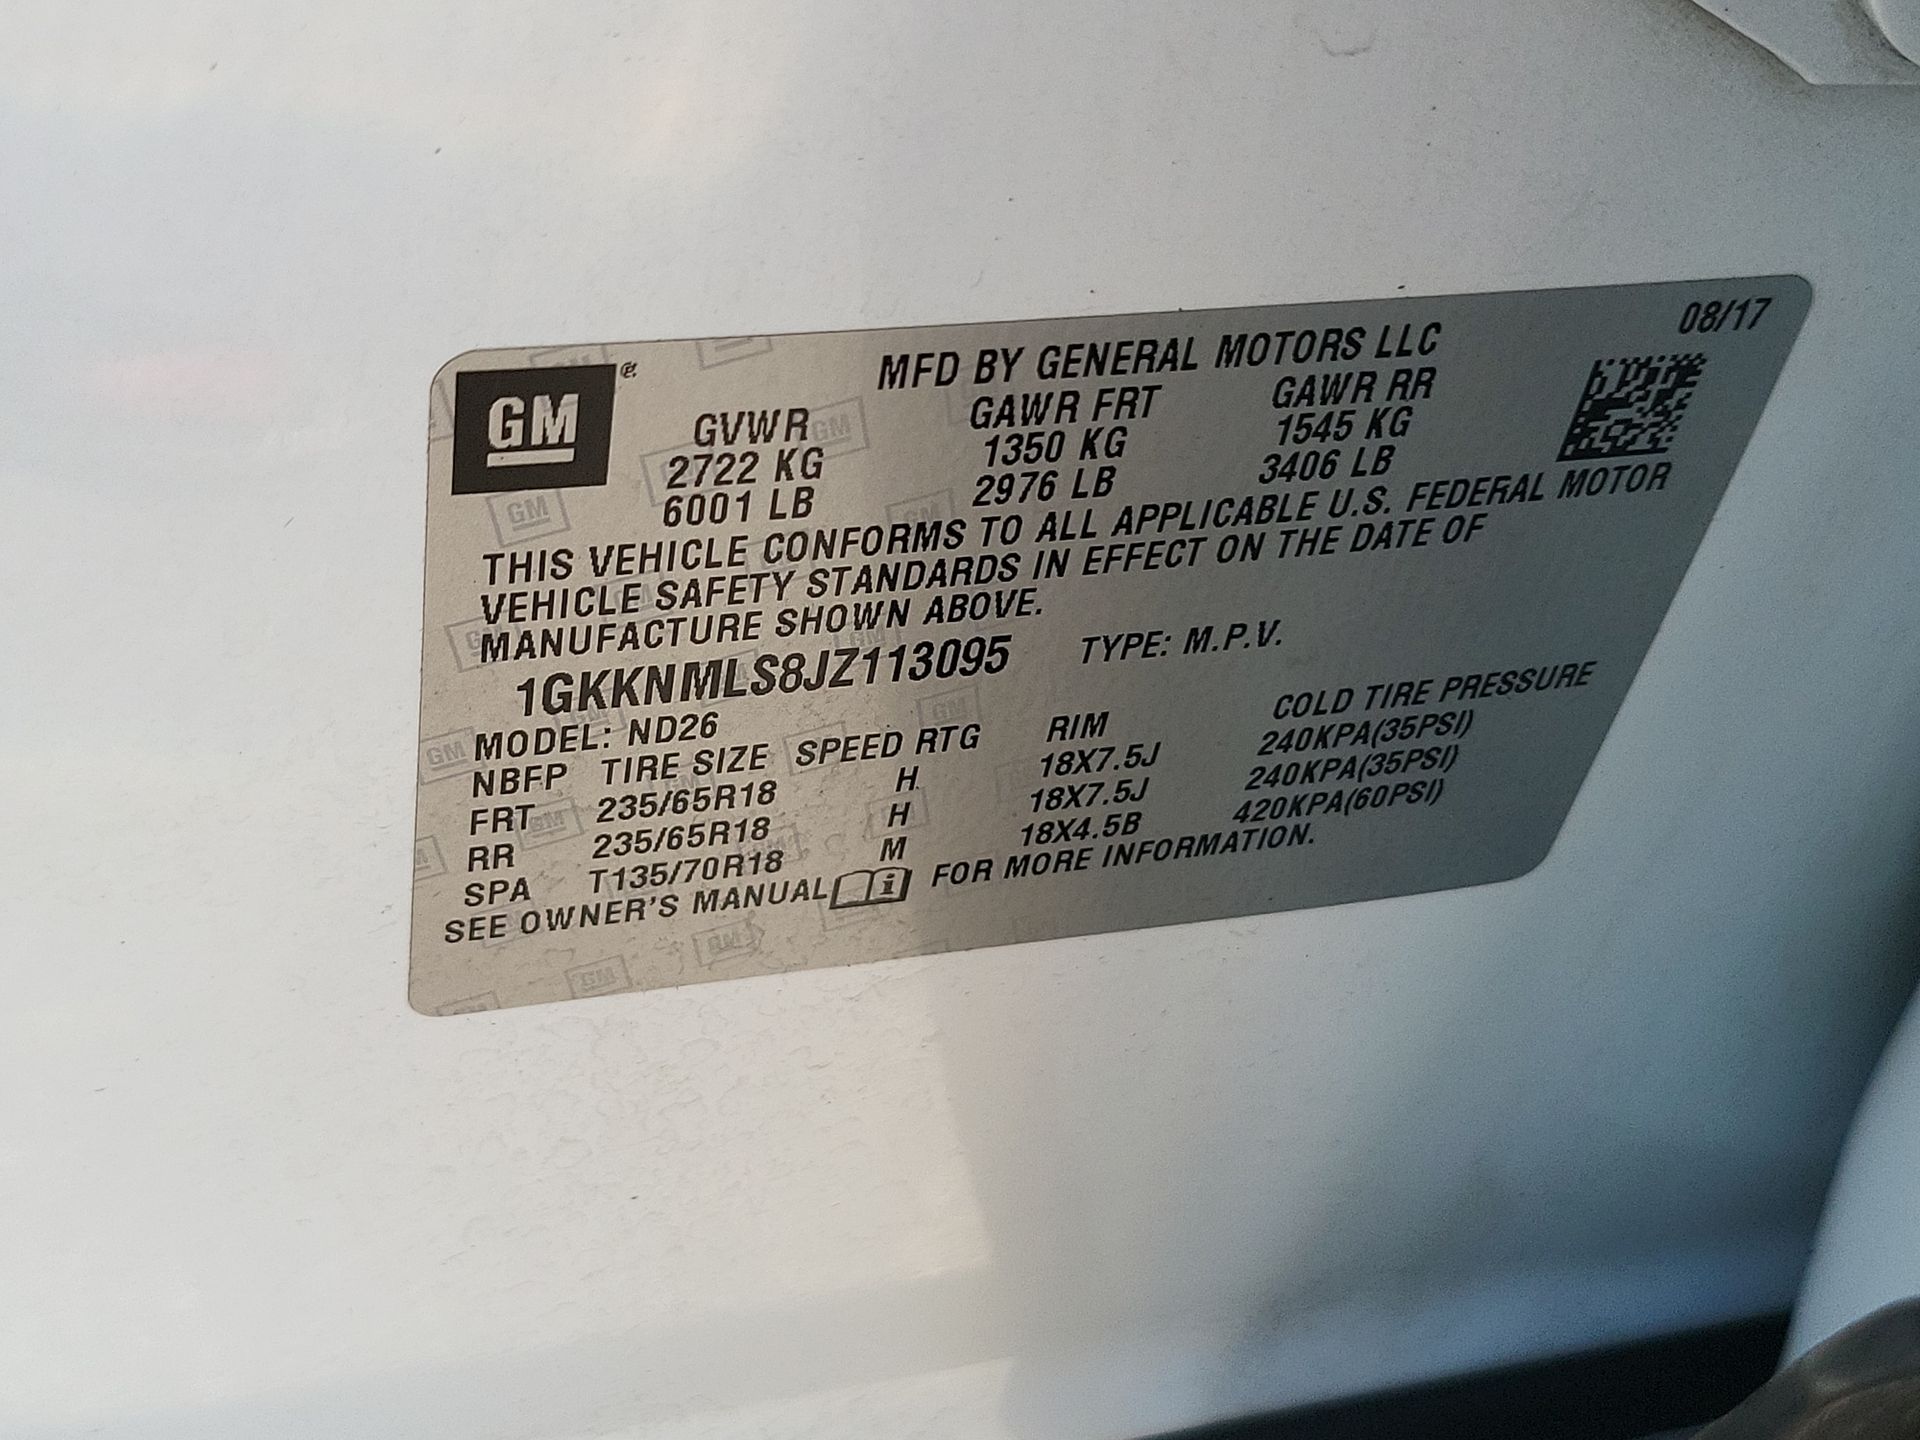 08/17
MFD BY GENERAL MOTORS LLC
GM
GVWR GAWR FRT GAWR RR
2722 KG 1350 KG 1545 KG
6001 LB 2976 LB 3406 LB
THIS VEHICLE CONFORMS TO ALL APPLICABLE U.S. FEDERAL MOTOR
VEHICLE SAFETY STANDARDS IN EFFECT ON THE DATE OF
MANUFACTURE SHOWN ABOVE.
1GKKNMLS8JZ113095 TYPE: M.P.V.
MODEL: ND26
NBFP TIRE SIZE SPEED RTG RIM COLD TIRE PRESSURE
FRT 235/65R18 H 18X7.5J 240KPA(35PSI)
RR 235/65R18 H 18X7.5J 240KPA(35PSI)
SPA T135/70R18 M 18X4.5B 420KPA(60PSI)
SEE OWNER'S MANUAL i FOR MORE INFORMATION.